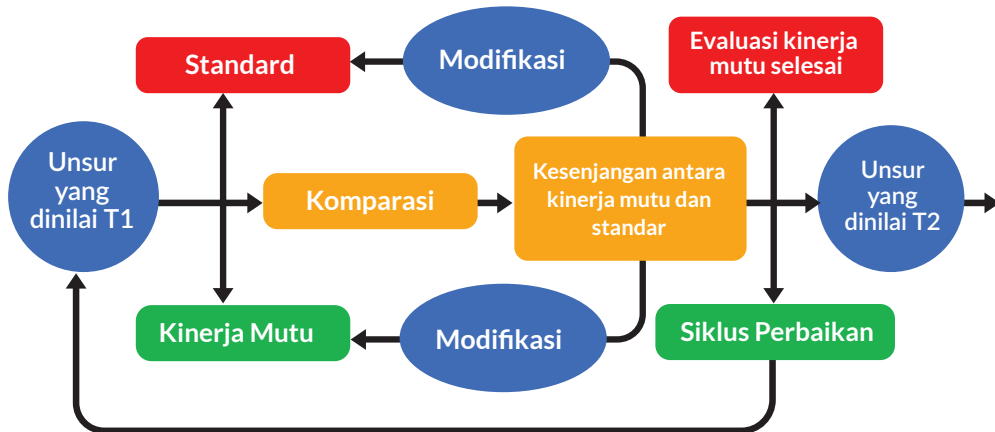 Standard
Modifikasi
Evaluasi kinerja
mutu selesai
Unsur
yang
dinilai T1
Komparasi
Kesenjangan antara
kinerja mutu dan
standar
Unsur
yang
dinilai T2
Kinerja Mutu
Modifikasi
Siklus Perbaikan